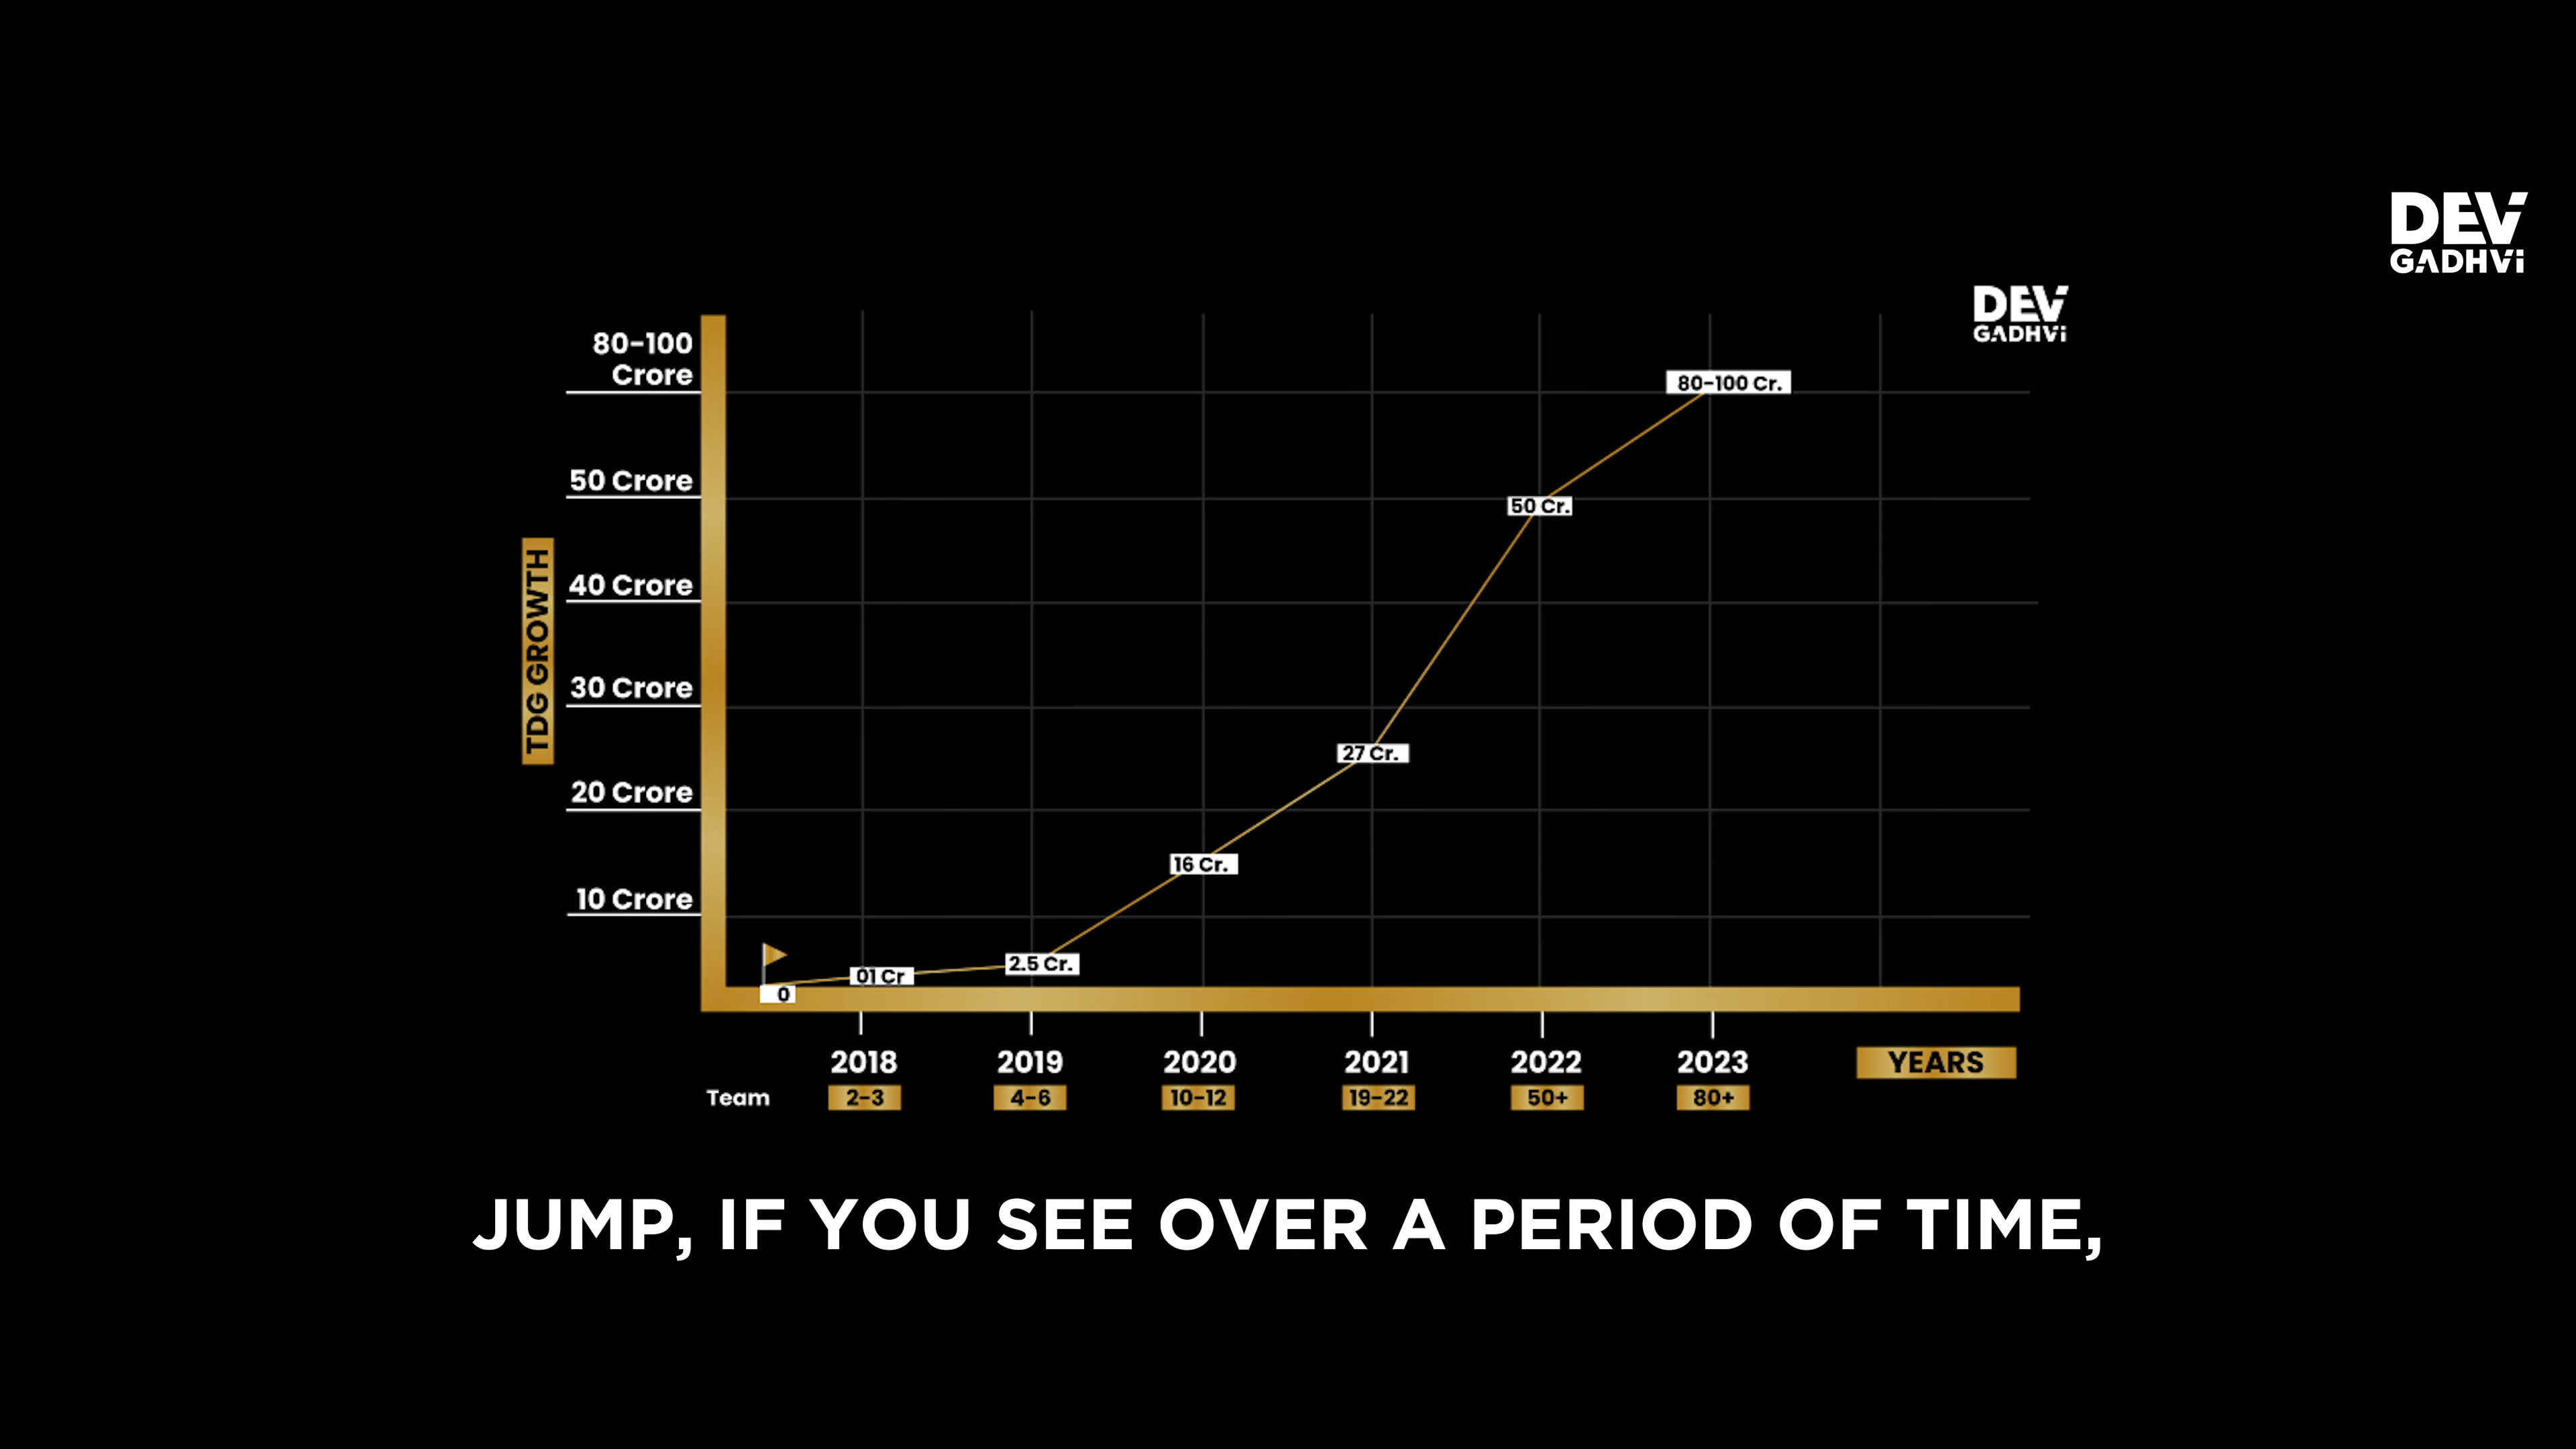 DEV
GADHVi
DEV
GADHVi
80-100
Crore
50 Crore
40 Crore
30 Crore
20 Crore
10 Crore
TDG GROWTH
80-100 Cr.
50 Cr.
27 Cr.
16 Cr.
2.5 Cr.
01 Cr
0
2018 2019 2020 2021 2022 2023 YEARS
Team 2-3 4-6 10-12 19-22 50+ 80+
JUMP, IF YOU SEE OVER A PERIOD OF TIME,